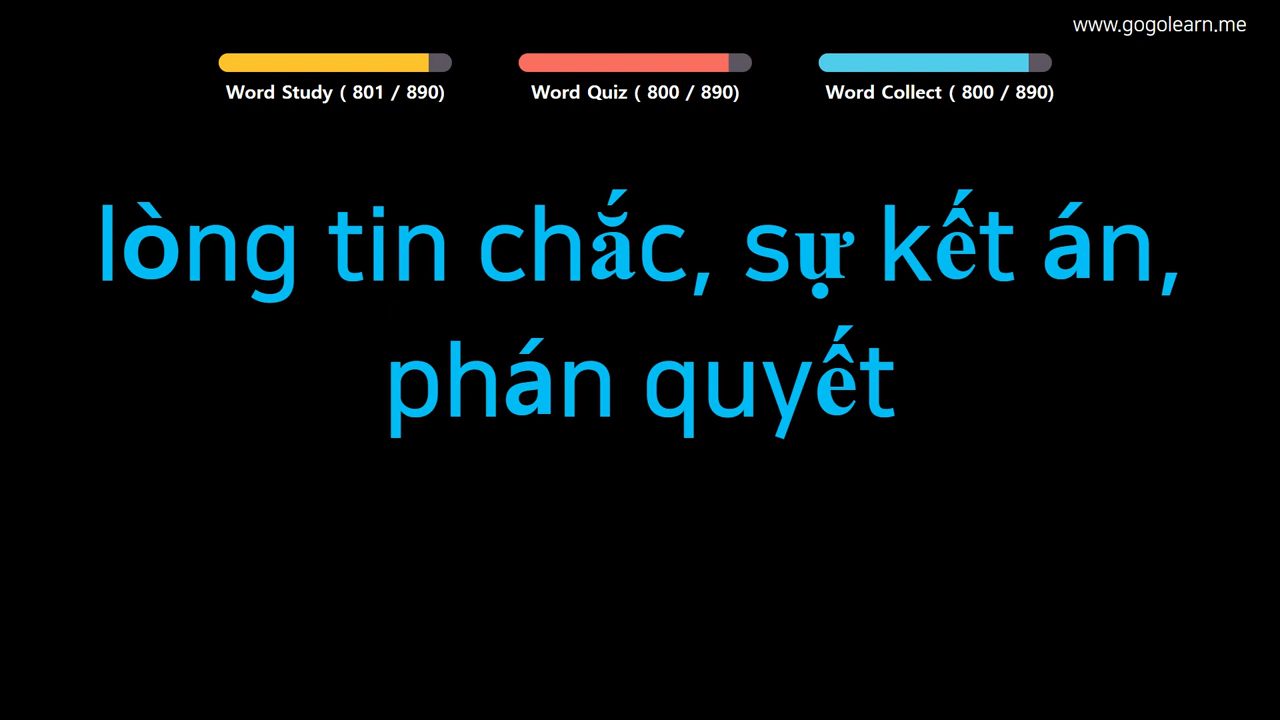 www.gogolearn.me
Word Study ( 801 / 890) Word Quiz ( 800 / 890) Word Collect ( 800 / 890)
lòng tin chắc, sự kết án,
phán quyết